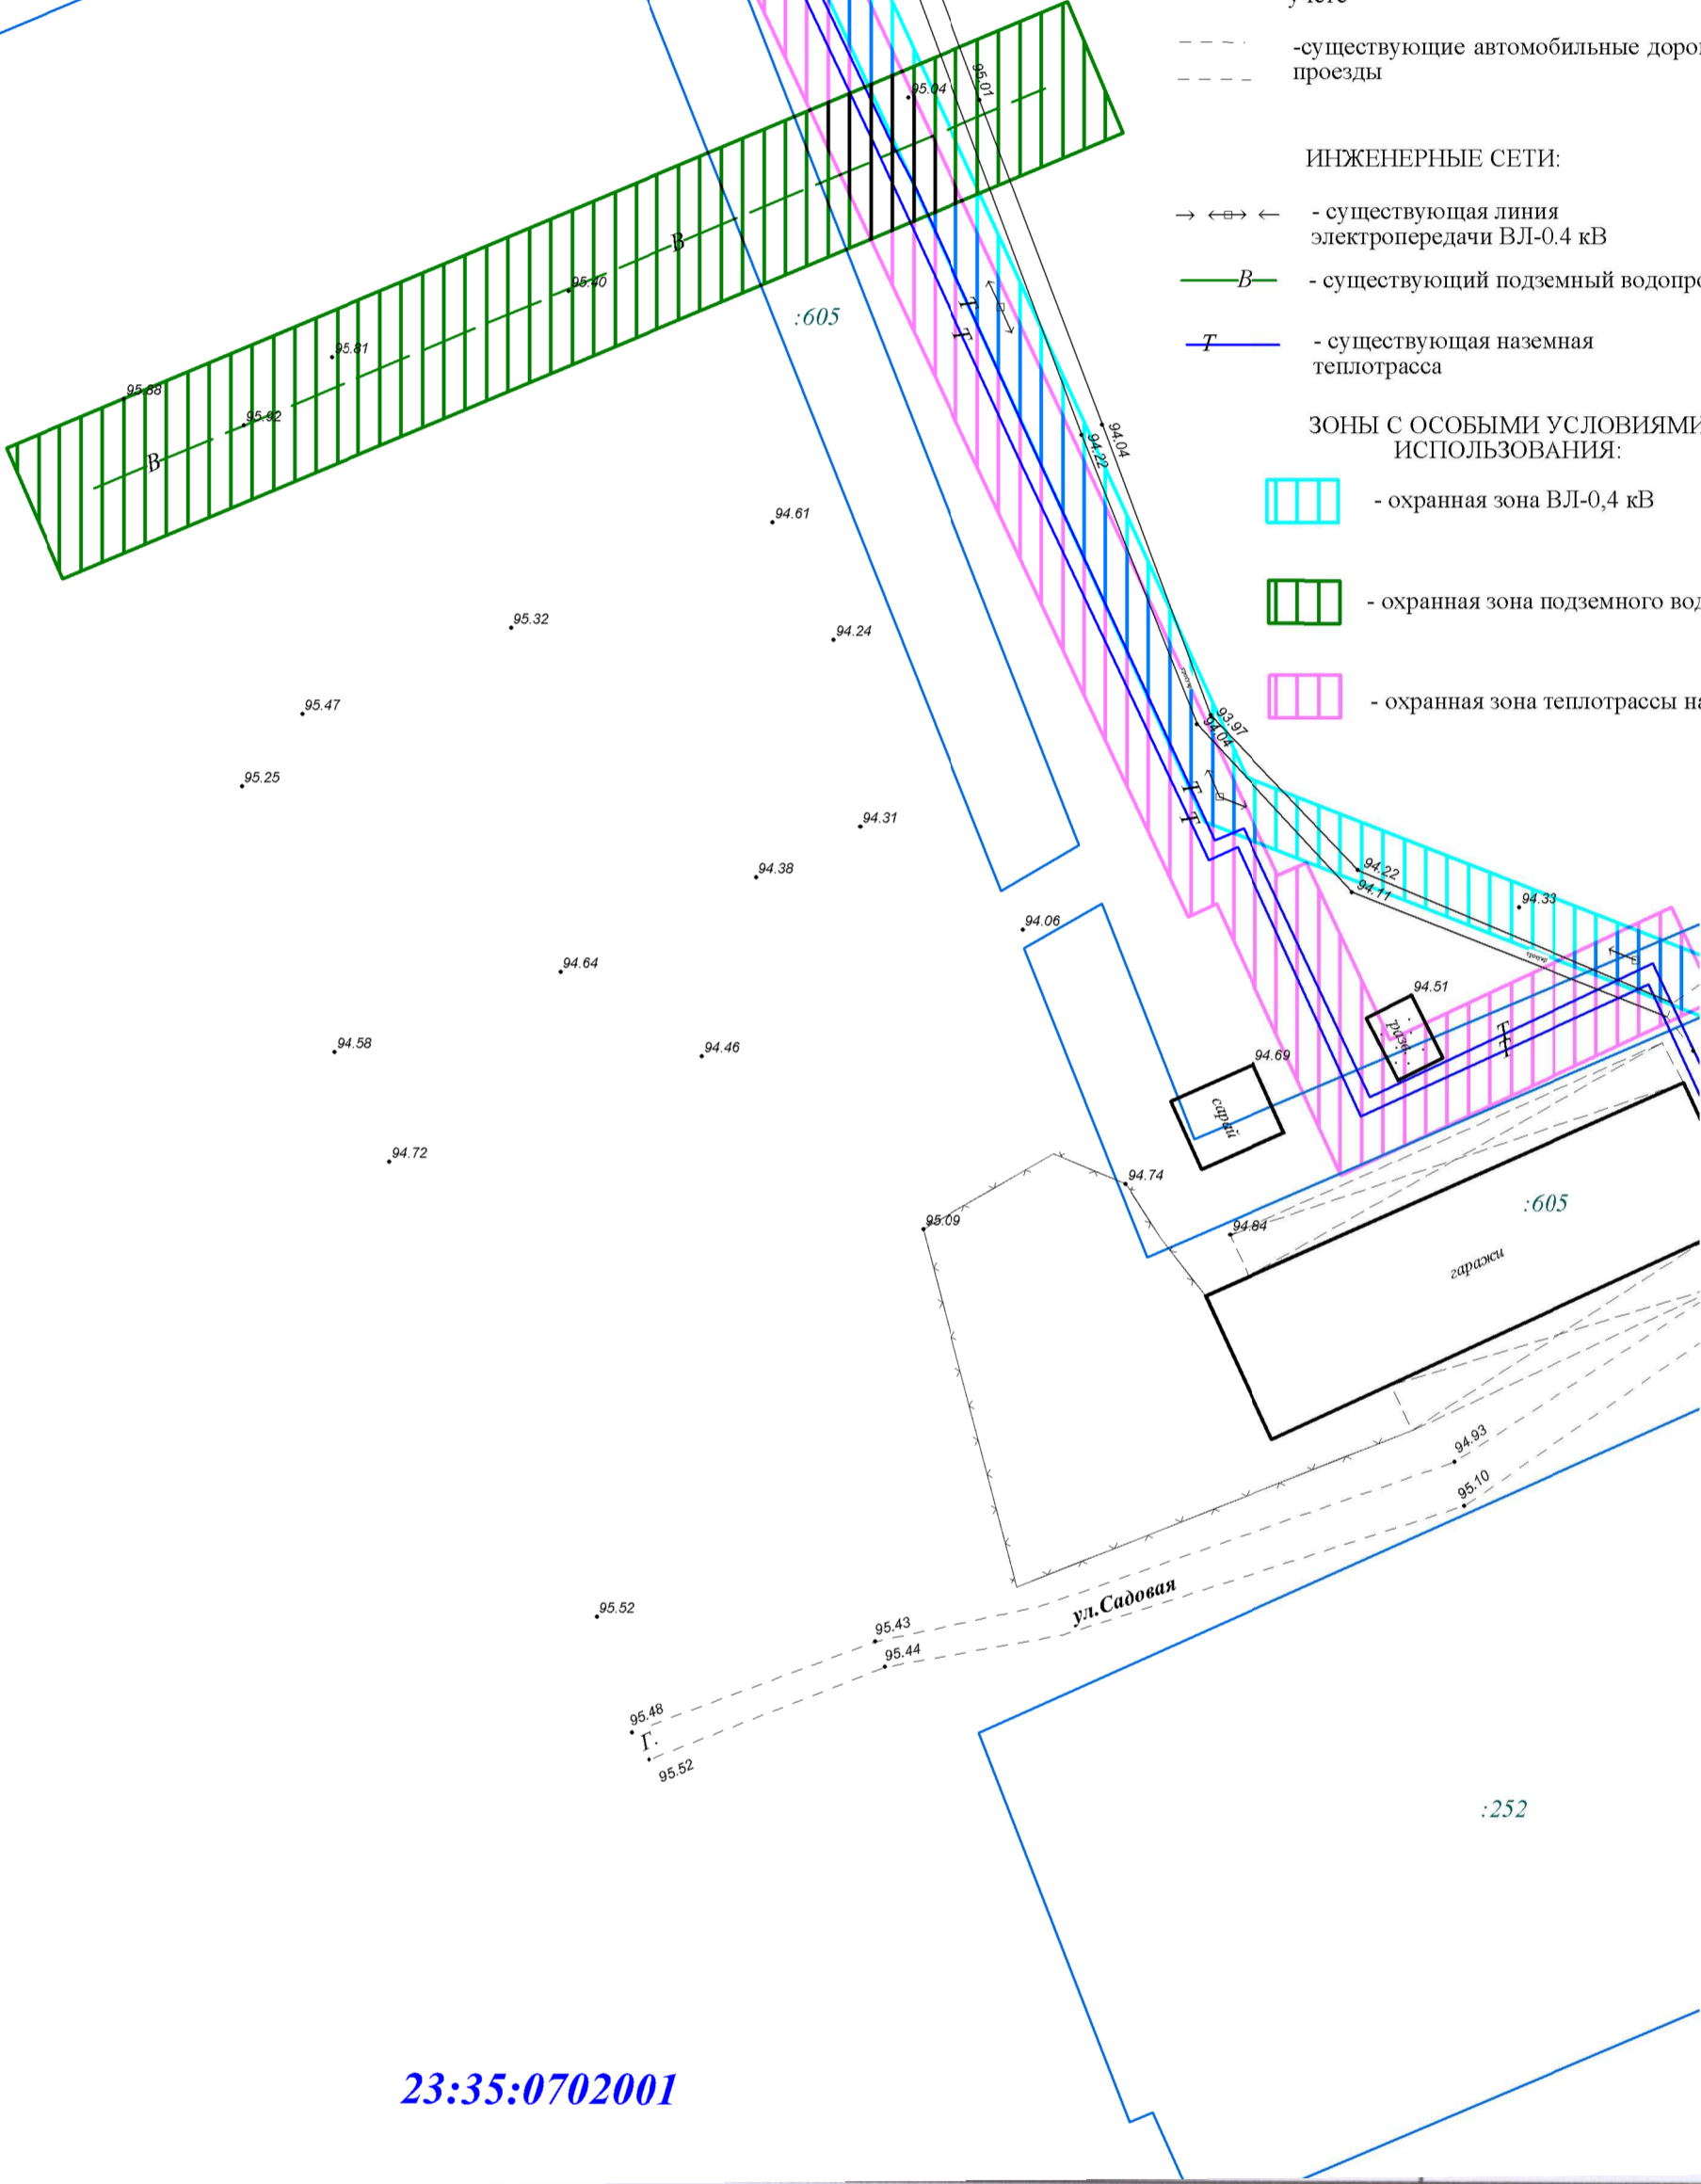 -существующие автомобильные доро
проезды
ИНЖЕНЕРНЫЕ СЕТИ:
- существующая линия
электропередачи ВЛ-0.4 кВ
В
- существующий подземный водопро
Т
- существующая наземная
теплотрасса
ЗОНЫ С ОСОБЫМИ УСЛОВИЯМИ
ИСПОЛЬЗОВАНИЯ:
- охранная зона ВЛ-0,4 кВ
- охранная зона подземного вод
- охранная зона теплотрассы на
95.04
95.01
В
95.40
:605
95.81
95.88
95.92
В
Т
Т
94.04
94.22
94.61
95.32
94.24
95.47
93.97
94.04
95.25
Т
Т
94.31
94.38
94.22
94.11
94.33
94.06
94.64
94.51
94.58
94.46
Т
Т
94.69
сарай
94.72
94.74
95.09
94.84
:605
гаражи
94.93
95.10
ул.Садовая
95.52
95.43
95.44
95.48
Г.
95.52
:252
23:35:0702001